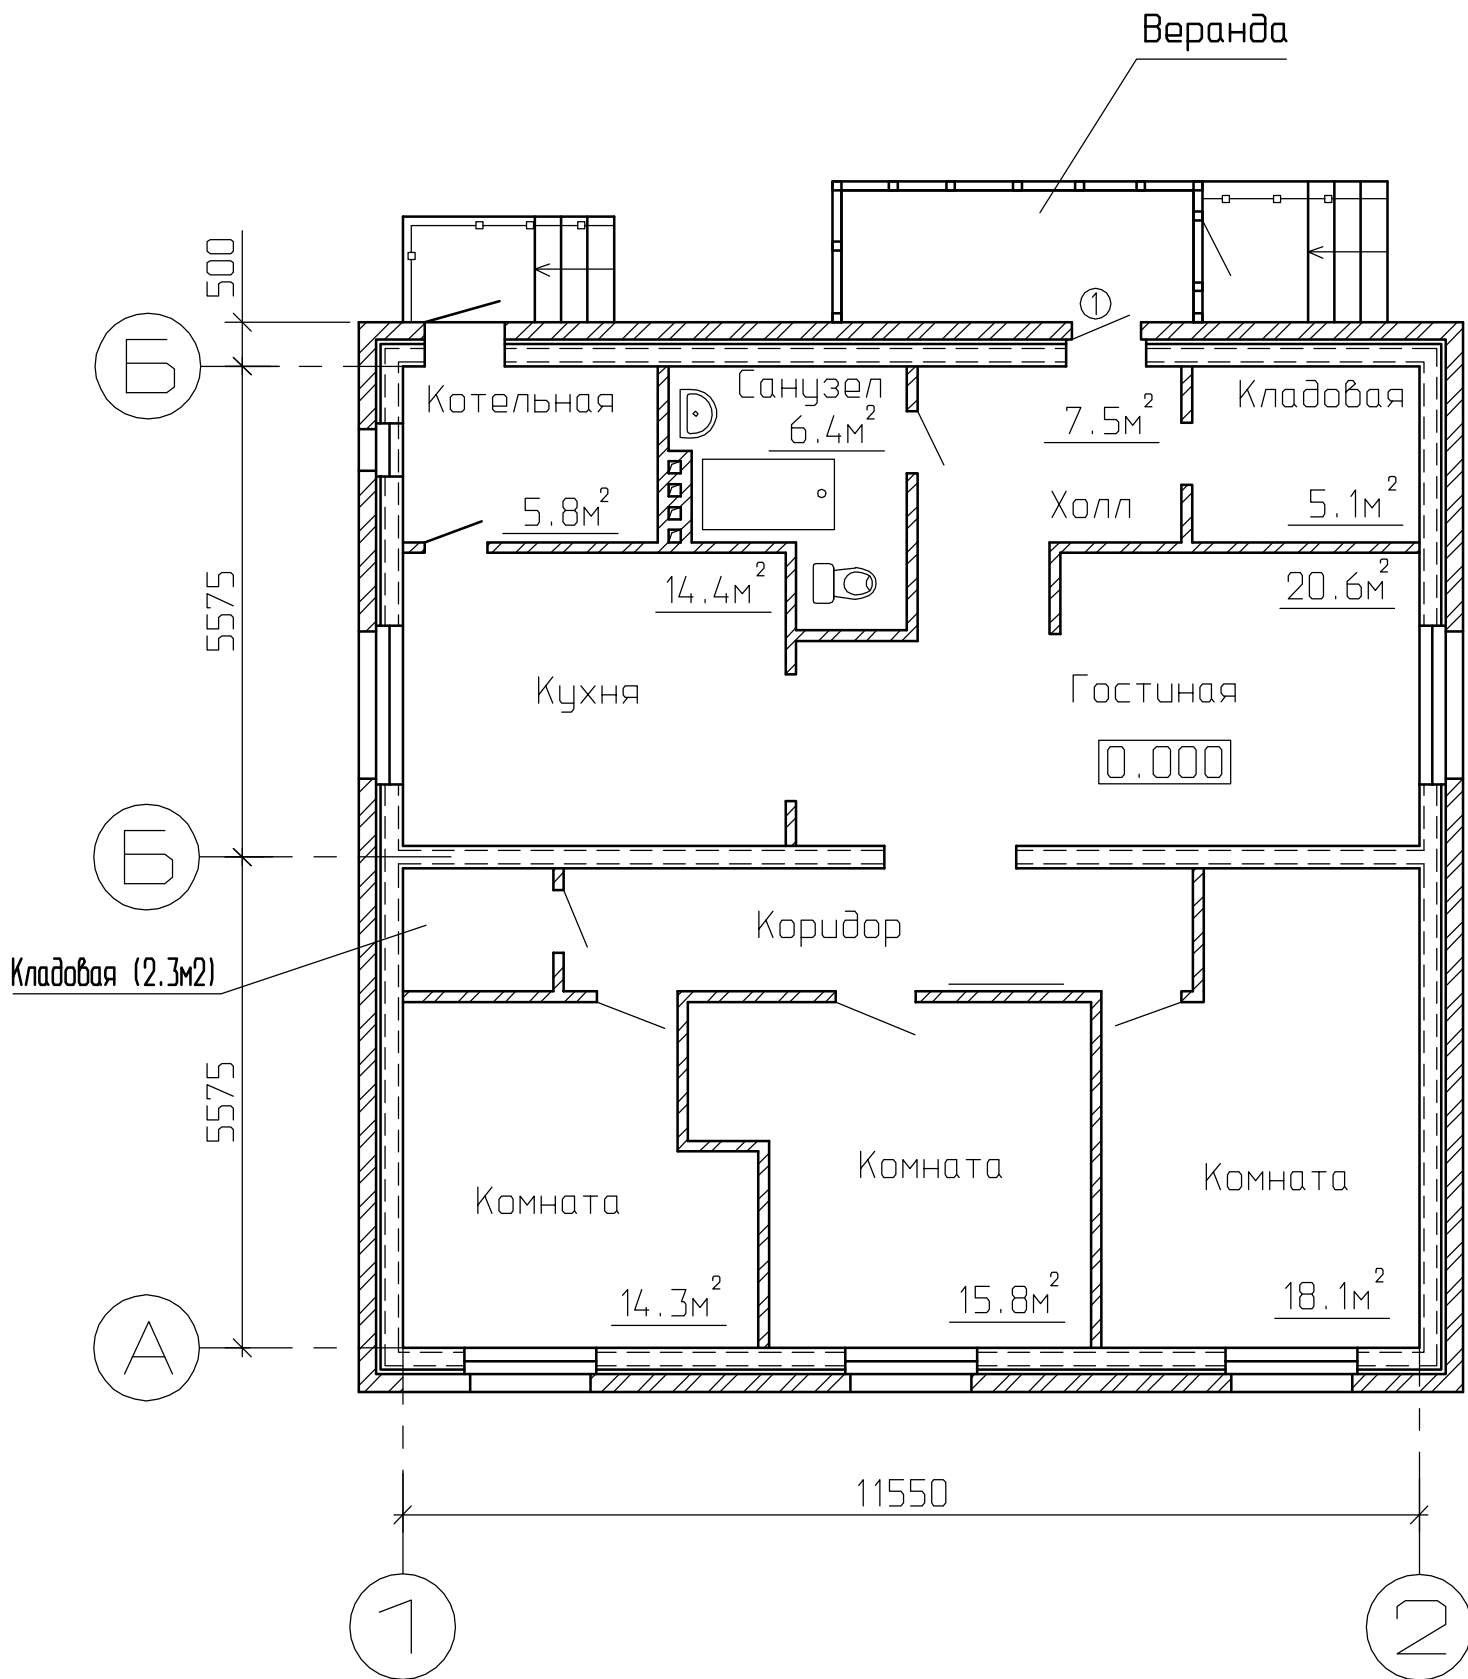 Веранда
500
1
Б
Санузел
Котельная
Кладовая
6.4м²
7.5м²
5.8м²
Холл
5.1м²
14.4м²
20.6м²
5575
Кухня
Гостиная
0.000
Б
Коридор
Кладовая (2.3м2)
5575
Комната
Комната
Комната
14.3м²
15.8м²
18.1м²
А
11550
1
2